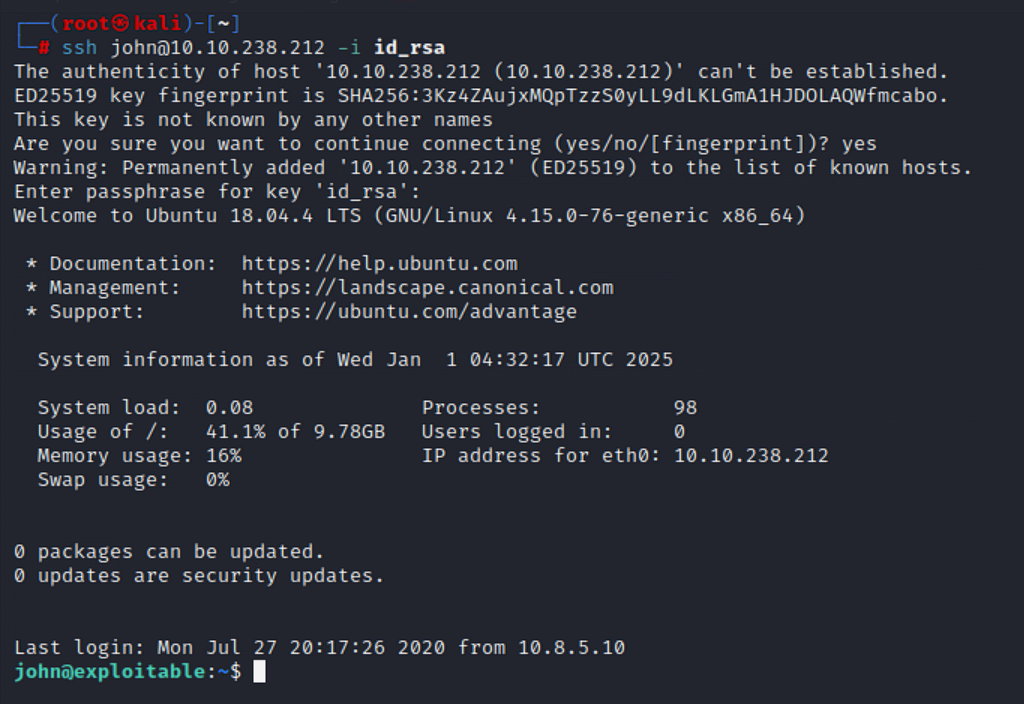 ┌──(root㉿kali)-[~]
└─# ssh john@10.10.238.212 -i id_rsa
The authenticity of host '10.10.238.212 (10.10.238.212)' can't be established.
ED25519 key fingerprint is SHA256:3Kz4ZAujxMQpTzzS0yLL9dLKLGmA1HJDOLAQWfmcabo.
This key is not known by any other names
Are you sure you want to continue connecting (yes/no/[fingerprint])? yes
Warning: Permanently added '10.10.238.212' (ED25519) to the list of known hosts.
Enter passphrase for key 'id_rsa':
Welcome to Ubuntu 18.04.4 LTS (GNU/Linux 4.15.0-76-generic x86_64)
* Documentation:  https://help.ubuntu.com
* Management:     https://landscape.canonical.com
* Support:        https://ubuntu.com/advantage
System information as of Wed Jan  1 04:32:17 UTC 2025
System load:  0.08              Processes:           98
Usage of /:   41.1% of 9.78GB   Users logged in:     0
Memory usage: 16%               IP address for eth0: 10.10.238.212
Swap usage:   0%
0 packages can be updated.
0 updates are security updates.
Last login: Mon Jul 27 20:17:26 2020 from 10.8.5.10
john@exploitable:~$